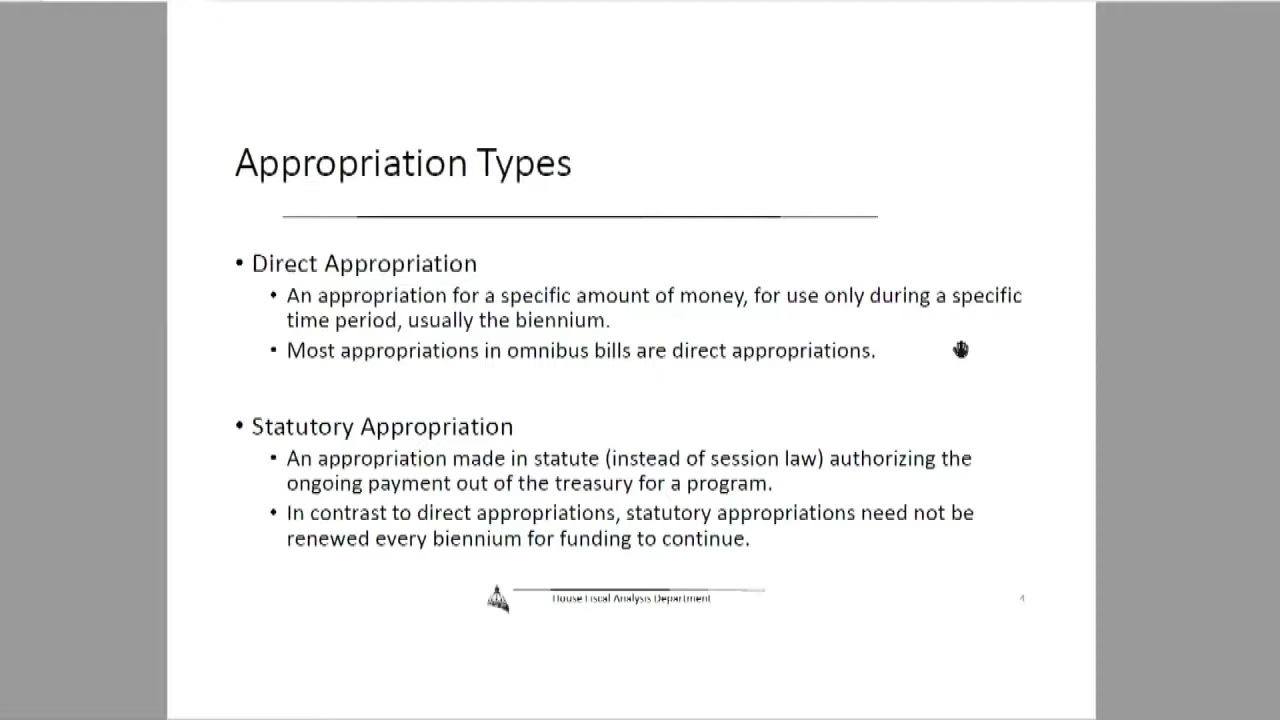 Appropriation Types
• Direct Appropriation
• An appropriation for a specific amount of money, for use only during a specific
time period, usually the biennium.
• Most appropriations in omnibus bills are direct appropriations.
• Statutory Appropriation
• An appropriation made in statute (instead of session law) authorizing the
ongoing payment out of the treasury for a program.
• In contrast to direct appropriations, statutory appropriations need not be
renewed every biennium for funding to continue.
House Fiscal Analysis Department
4